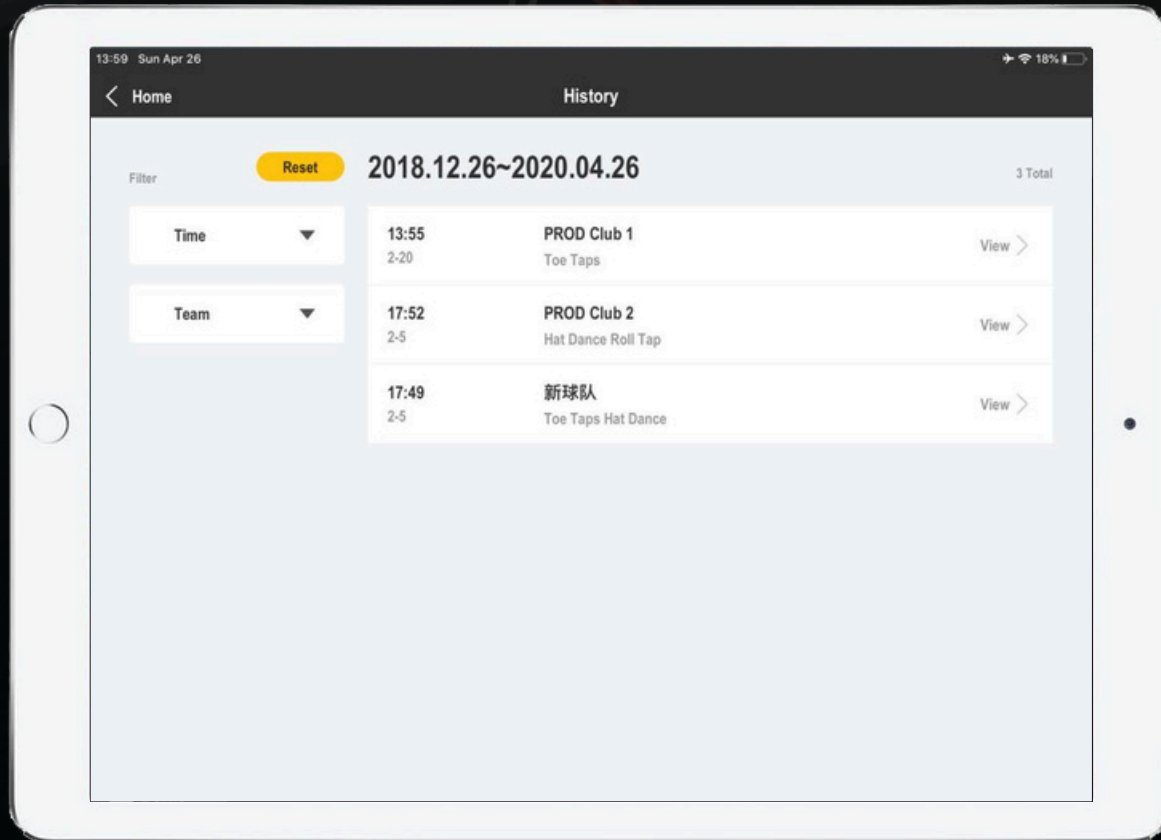 13:59 Sun Apr 26
18%
Home
History
Filter
Reset
2018.12.26~2020.04.26
3 Total
Time
Team
13:55
2-20
PROD Club 1
Toe Taps
View
17:52
2-5
PROD Club 2
Hat Dance Roll Tap
View
17:49
2-5
新球队
Toe Taps Hat Dance
View